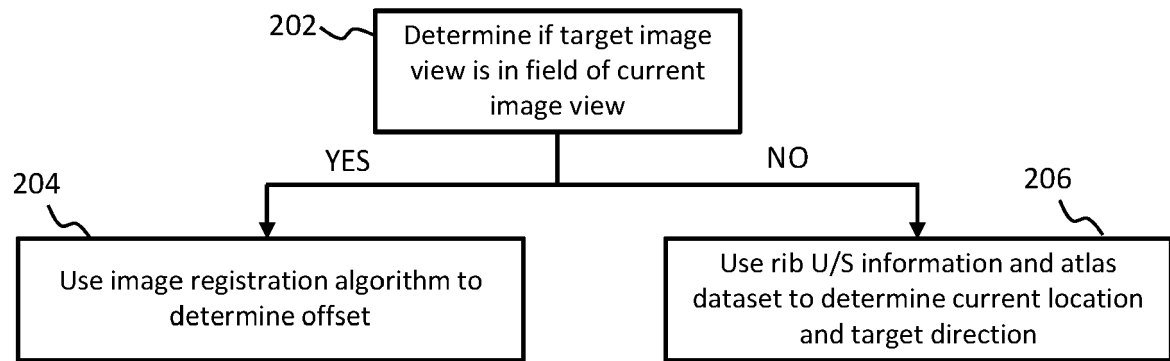 202
Determine if target image
view is in field of current
image view
YES
NO
204
206
Use image registration algorithm to
determine offset
Use rib U/S information and atlas
dataset to determine current location
and target direction